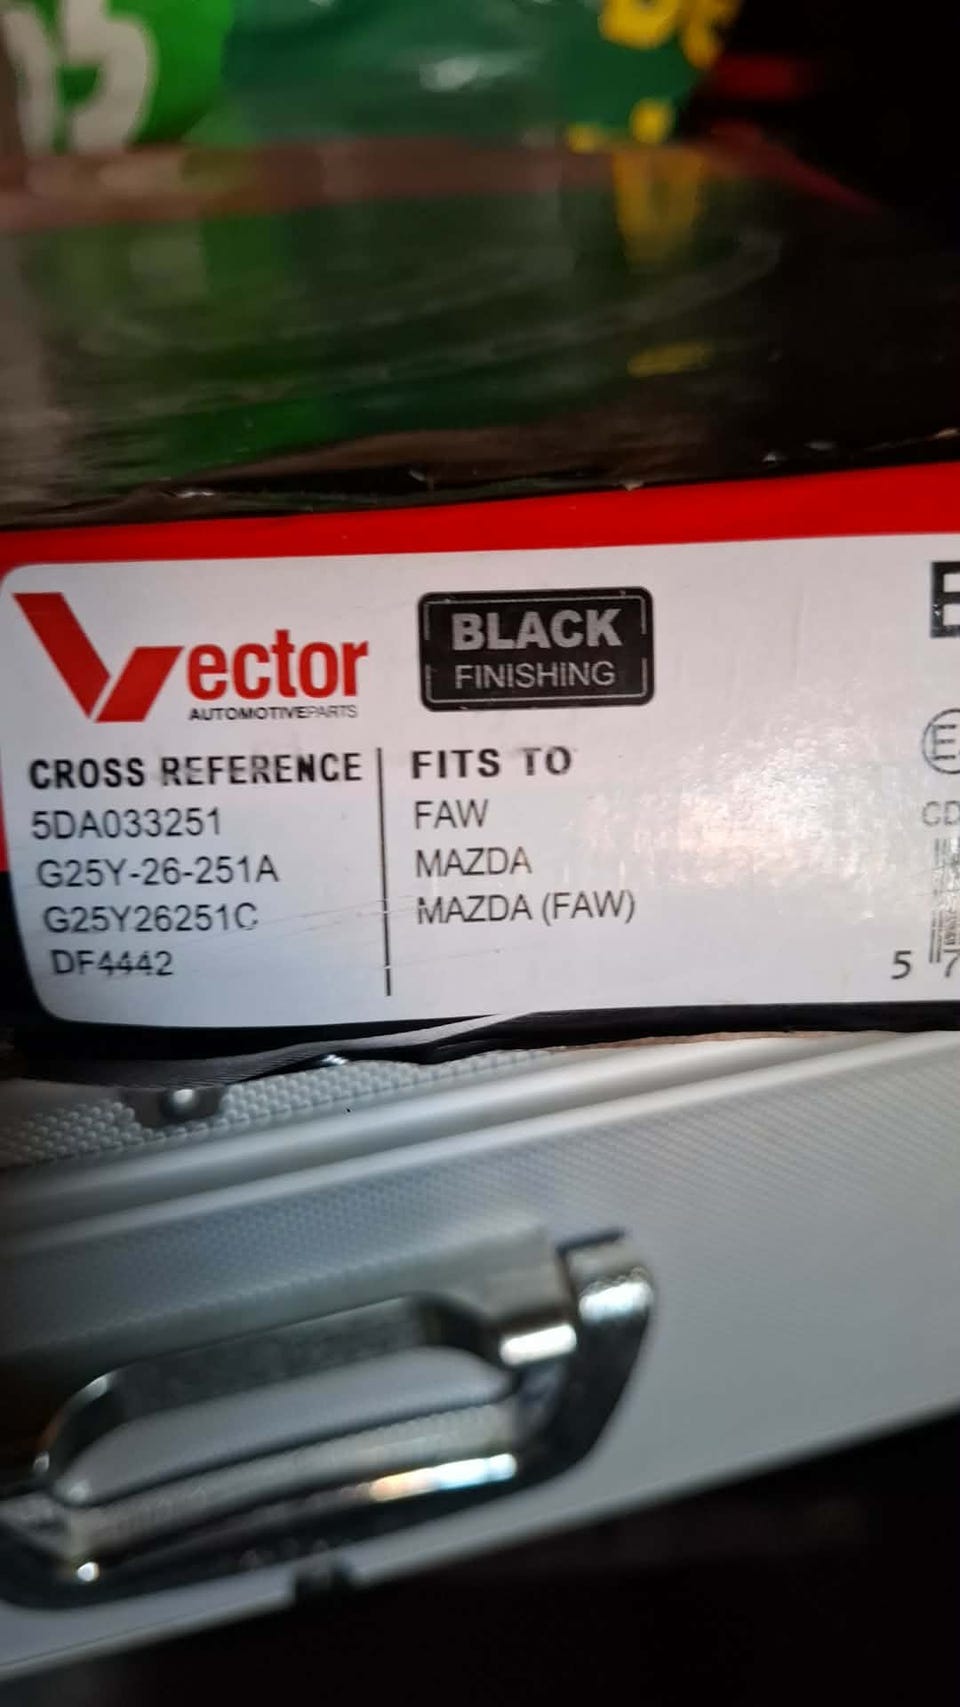 Vector
AUTOMOTIVEPARTS
BLACK
FINISHING
CROSS REFERENCE
5DA033251
G25Y-26-251A
G25Y26251C
DF4442
FITS TO
FAW
MAZDA
MAZDA (FAW)